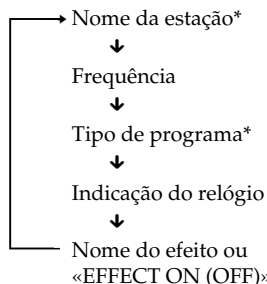 Nome da estação*
Frequência
Tipo de programa*
Indicação do relógio
Nome do efeito ou
«EFFECT ON (OFF)»